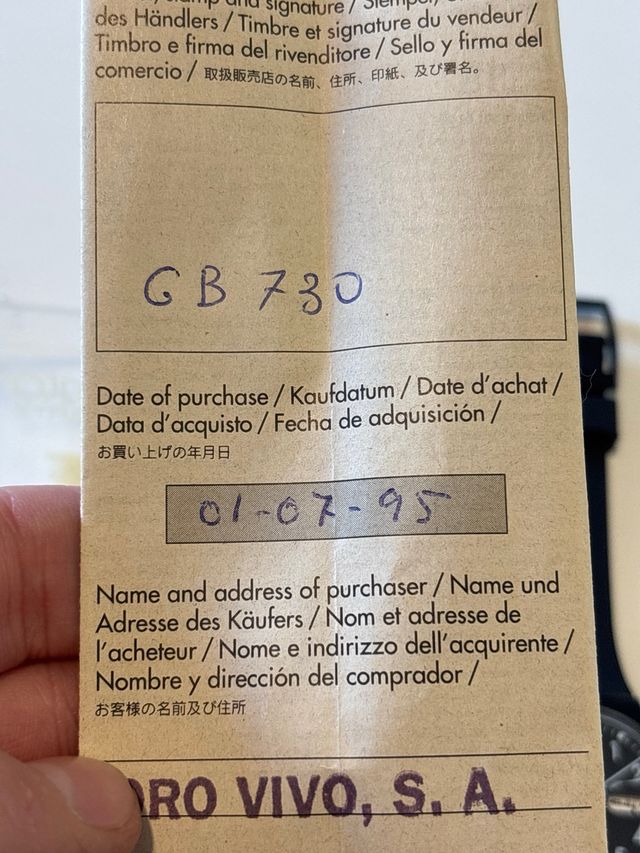 and signature /
des Händlers / Timbre et signature du vendeur /
Timbro e firma del rivenditore / Sello y firma del
comercio / 取扱販売店の名前、住所、印紙、及び署名。
GB 730
Date of purchase / Kaufdatum / Date d'achat /
Data d'acquisto / Fecha de adquisición /
お買い上げの年月日
01-07-95
Name and address of purchaser / Name und
Adresse des Käufers / Nom et adresse de
l'acheteur / Nome e indirizzo dell'acquirente /
Nombre y dirección del comprador /
お客様の名前及び住所
ORO VIVO, S. A.